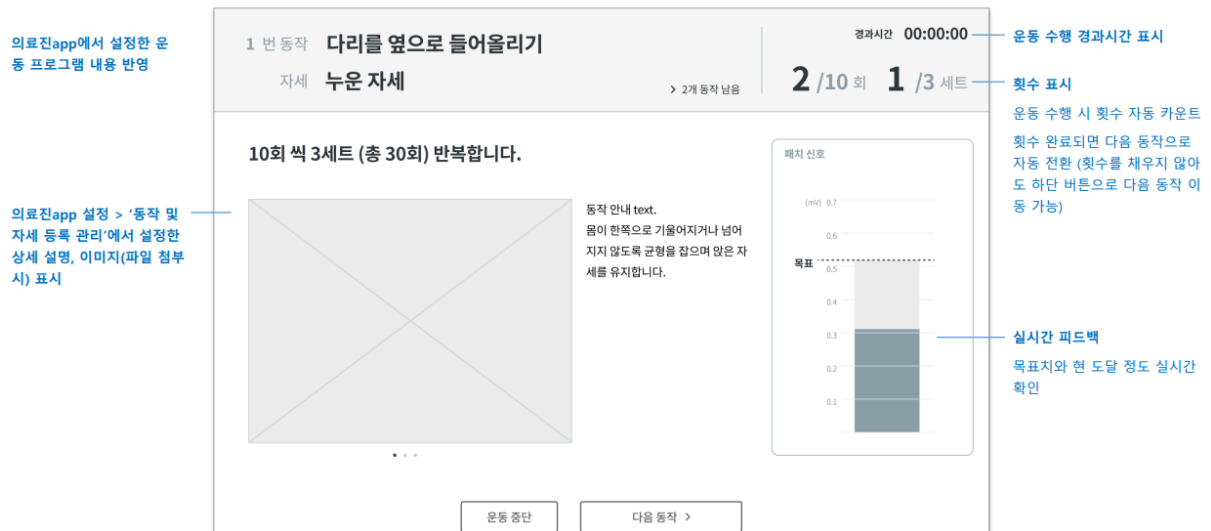 의료진app에서 설정한 운
동 프로그램 내용 반영
의료진app 설정 > ‘동작 및
자세 등록 관리’에서 설정한
상세 설명, 이미지(파일 첨부
시) 표시
1 번 동작 다리를 옆으로 들어올리기
자세 누운 자세
> 2개 동작 남음
경과시간 00:00:00
2 /10 회 1 /3 세트
10회 씩 3세트 (총 30회) 반복합니다.
동작 안내 text.
몸이 한쪽으로 기울어지거나 넘어
지지 않도록 균형을 잡으며 앉은 자
세를 유지합니다.
패치 신호
(mV) 0.7
0.6
목표
0.5
0.4
0.3
0.2
0.1
운동 중단
다음 동작 >
운동 수행 경과시간 표시
횟수 표시
운동 수행 시 횟수 자동 카운트
횟수 완료되면 다음 동작으로
자동 전환 (횟수를 채우지 않아
도 하단 버튼으로 다음 동작 이
동 가능)
실시간 피드백
목표치와 현 도달 정도 실시간
확인